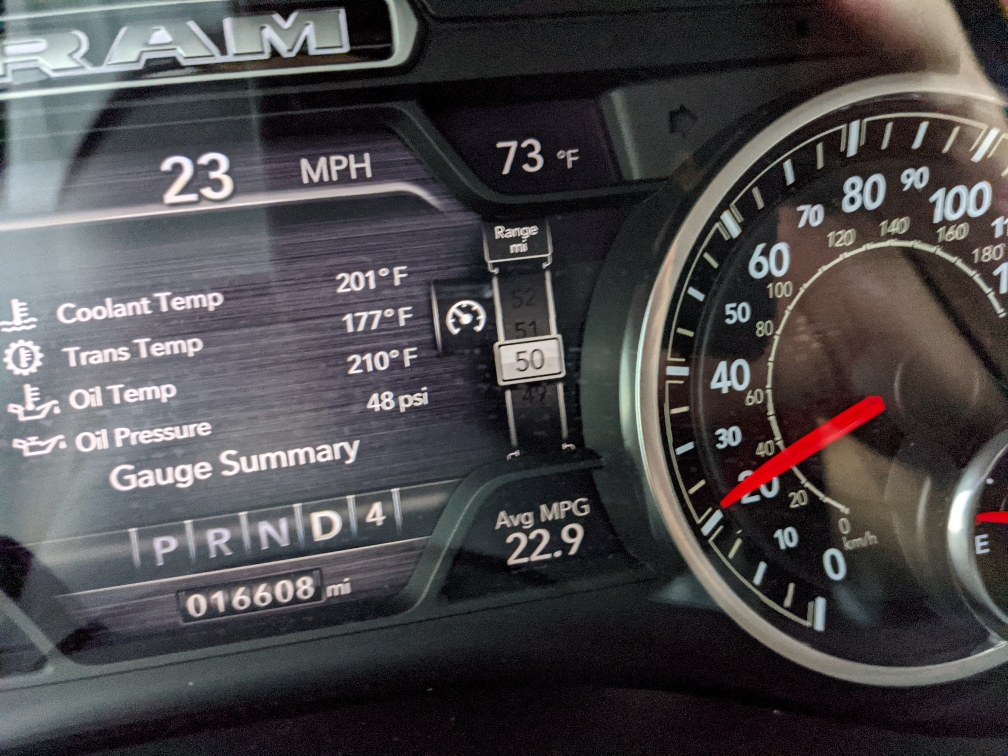 RAM
23 MPH
73 °F
Range
mi
52
51
50
49
Coolant Temp 201°F
Trans Temp 177°F
Oil Temp 210°F
Oil Pressure 48 psi
Gauge Summary
P R N D 4
016608 mi
Avg MPG
22.9
0
10
20
30
40
50
60
70
80
90
100
0
20
40
60
80
100
120
140
160
180
km/h
E